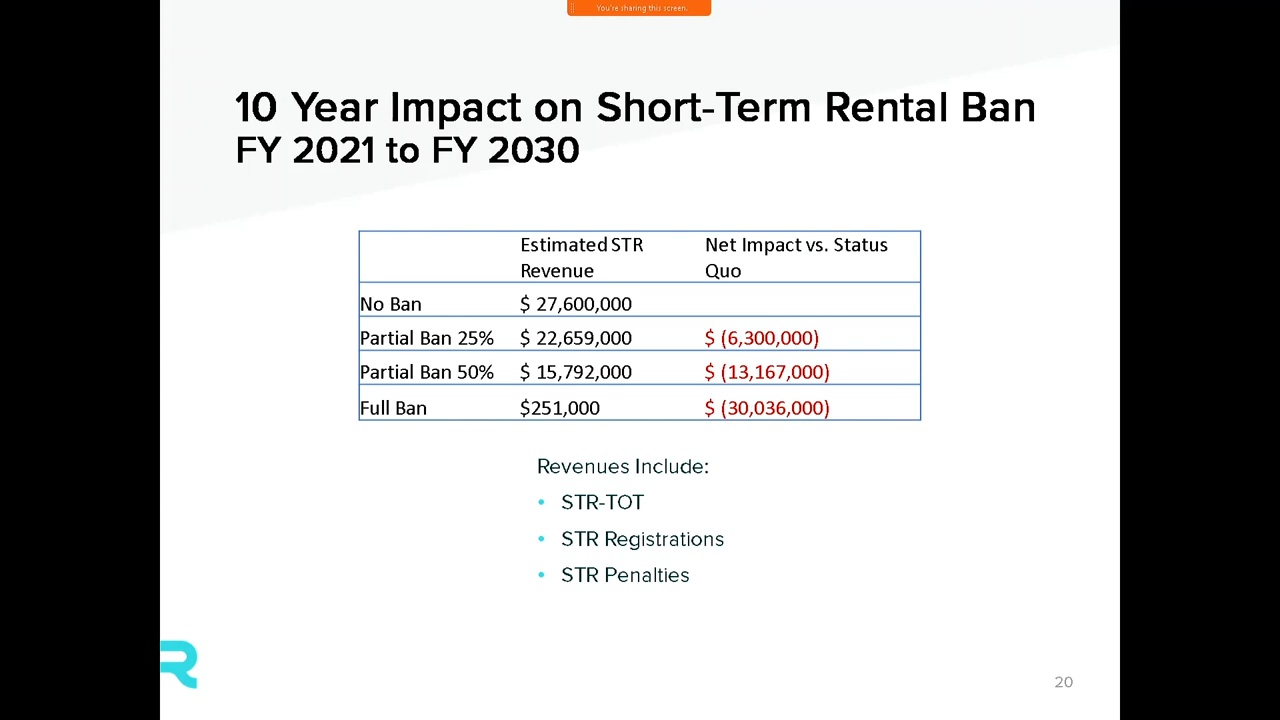 You're sharing this screen.
10 Year Impact on Short-Term Rental Ban
FY 2021 to FY 2030
Estimated STR Revenue Net Impact vs. Status Quo
No Ban $ 27,600,000
Partial Ban 25% $ 22,659,000 $ (6,300,000)
Partial Ban 50% $ 15,792,000 $ (13,167,000)
Full Ban $251,000 $ (30,036,000)
Revenues Include:
• STR-TOT
• STR Registrations
• STR Penalties
R
20